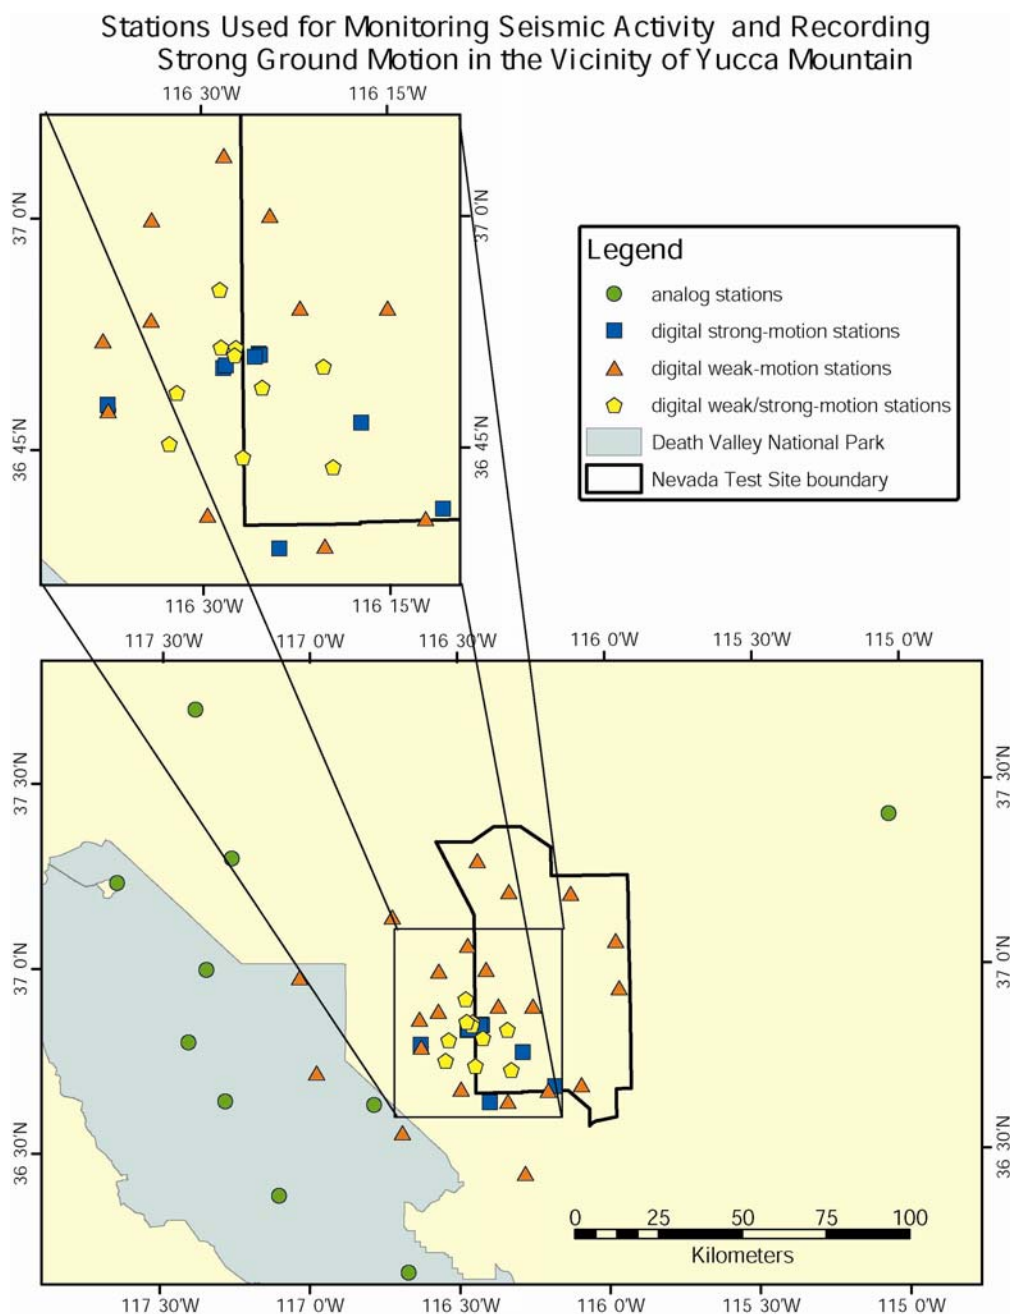 Stations Used for Monitoring Seismic Activity and Recording
Strong Ground Motion in the Vicinity of Yucca Mountain
116 30'W 116 15'W
37 0'N 37 0'N
36 45'N 36 45'N
116 30'W 116 15'W
Legend
analog stations
digital strong-motion stations
digital weak-motion stations
digital weak/strong-motion stations
Death Valley National Park
Nevada Test Site boundary
117 30'W 117 0'W 116 30'W 116 0'W 115 30'W 115 0'W
37 30'N 37 30'N
37 0'N 37 0'N
36 30'N 36 30'N
0 25 50 75 100
Kilometers
117 30'W 117 0'W 116 30'W 116 0'W 115 30'W 115 0'W